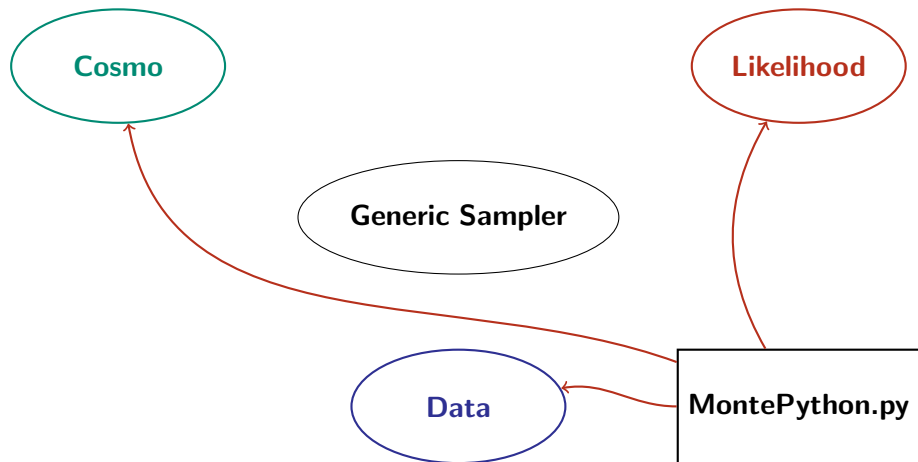 Cosmo
Likelihood
Generic Sampler
Data
MontePython.py